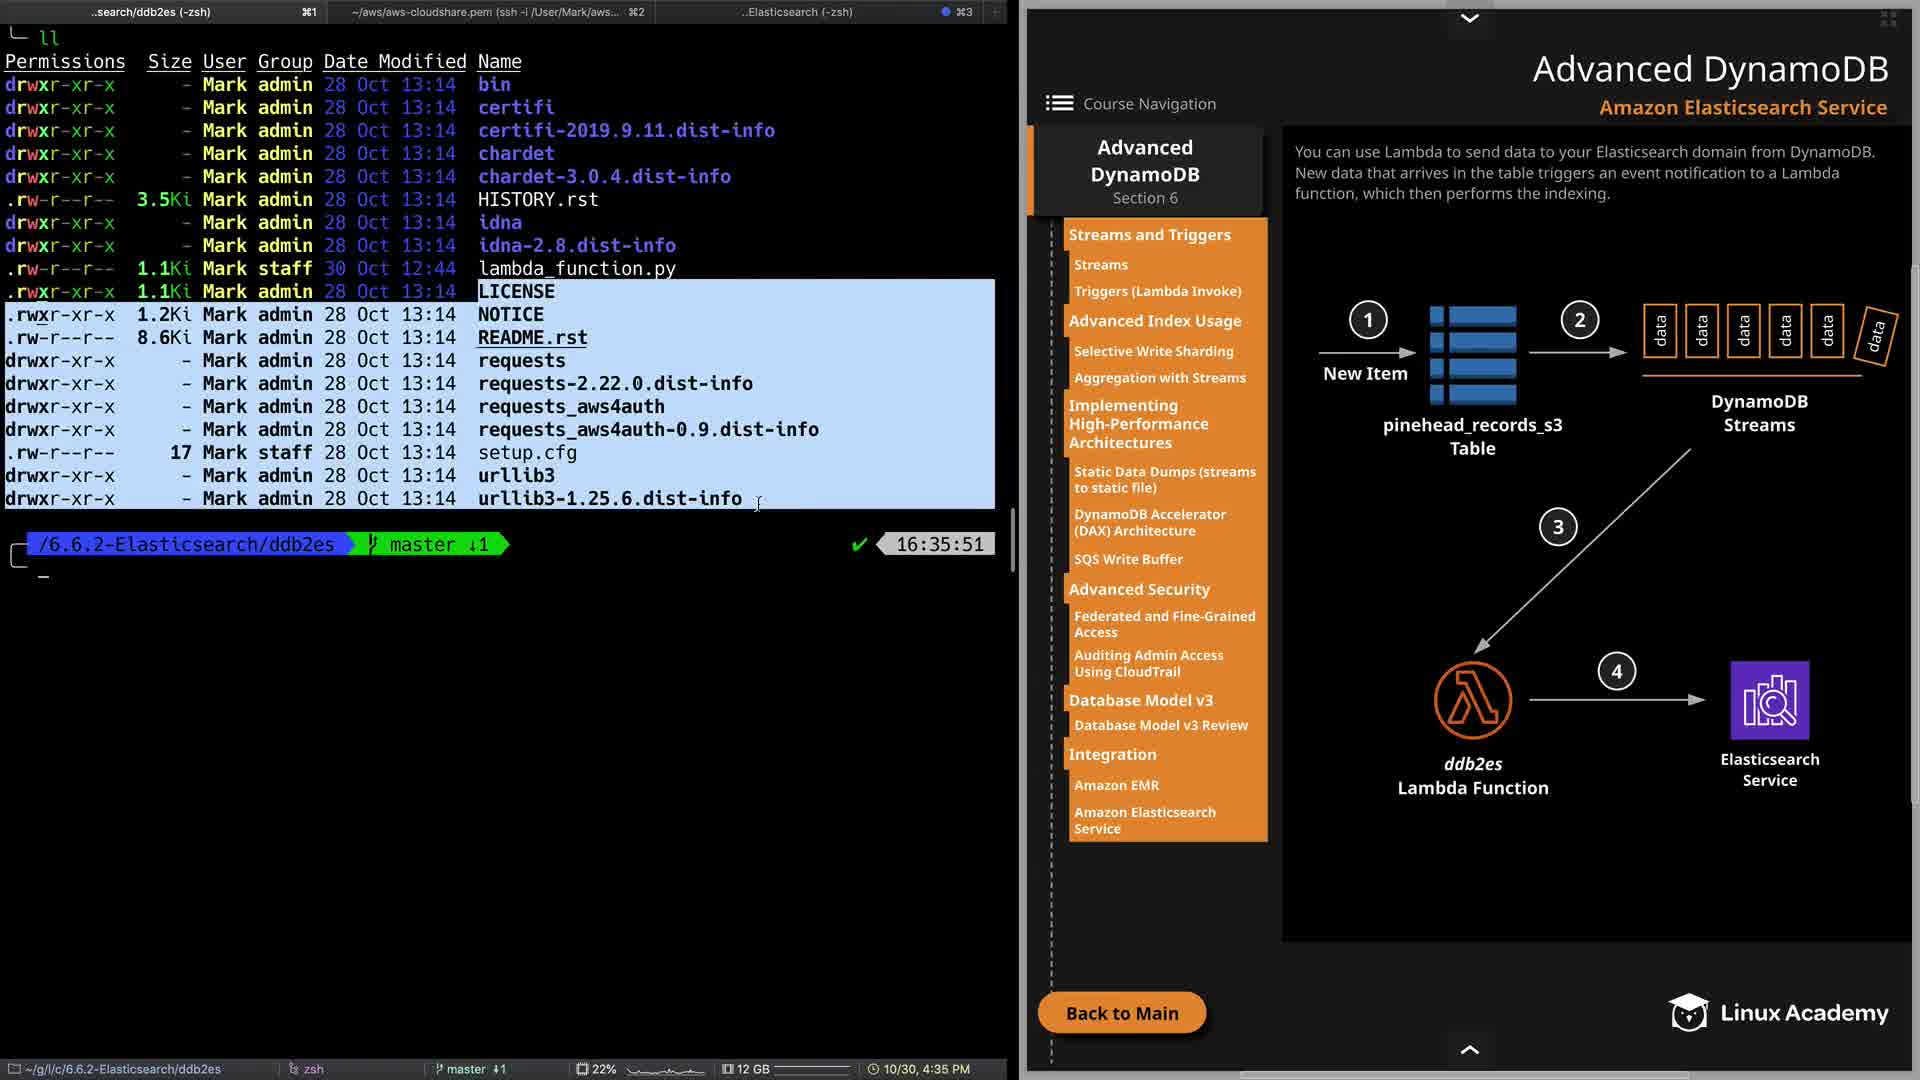 ..search/ddb2es (-zsh) ⌘1 ~/aws/aws-cloudshare.pem (ssh -i /User/Mark/aws... ⌘2 ..Elasticsearch (-zsh) ⌘3
ll
Permissions Size User Group Date Modified Name
drwxr-xr-x - Mark admin 28 Oct 13:14 bin
drwxr-xr-x - Mark admin 28 Oct 13:14 certifi
drwxr-xr-x - Mark admin 28 Oct 13:14 certifi-2019.9.11.dist-info
drwxr-xr-x - Mark admin 28 Oct 13:14 chardet
drwxr-xr-x - Mark admin 28 Oct 13:14 chardet-3.0.4.dist-info
.rw-r--r-- 3.5Ki Mark admin 28 Oct 13:14 HISTORY.rst
drwxr-xr-x - Mark admin 28 Oct 13:14 idna
drwxr-xr-x - Mark admin 28 Oct 13:14 idna-2.8.dist-info
.rw-r--r-- 1.1Ki Mark staff 30 Oct 12:44 lambda_function.py
.rwxr-xr-x 1.1Ki Mark admin 28 Oct 13:14 LICENSE
.rwxr-xr-x 1.2Ki Mark admin 28 Oct 13:14 NOTICE
.rw-r--r-- 8.6Ki Mark admin 28 Oct 13:14 README.rst
drwxr-xr-x - Mark admin 28 Oct 13:14 requests
drwxr-xr-x - Mark admin 28 Oct 13:14 requests-2.22.0.dist-info
drwxr-xr-x - Mark admin 28 Oct 13:14 requests_aws4auth
drwxr-xr-x - Mark admin 28 Oct 13:14 requests_aws4auth-0.9.dist-info
.rw-r--r-- 17 Mark staff 28 Oct 13:14 setup.cfg
drwxr-xr-x - Mark admin 28 Oct 13:14 urllib3
drwxr-xr-x - Mark admin 28 Oct 13:14 urllib3-1.25.6.dist-info
/6.6.2-Elasticsearch/ddb2es master ↓1 ✔ 16:35:51
~/g/l/c/6.6.2-Elasticsearch/ddb2es zsh master ↓1 22% 12 GB 10/30, 4:35 PM
Advanced DynamoDB
Amazon Elasticsearch Service
Course Navigation
Advanced
DynamoDB
Section 6
Streams and Triggers
Streams
Triggers (Lambda Invoke)
Advanced Index Usage
Selective Write Sharding
Aggregation with Streams
Implementing
High-Performance
Architectures
Static Data Dumps (streams
to static file)
DynamoDB Accelerator
(DAX) Architecture
SQS Write Buffer
Advanced Security
Federated and Fine-Grained
Access
Auditing Admin Access
Using CloudTrail
Database Model v3
Database Model v3 Review
Integration
Amazon EMR
Amazon Elasticsearch
Service
Back to Main
You can use Lambda to send data to your Elasticsearch domain from DynamoDB.
New data that arrives in the table triggers an event notification to a Lambda
function, which then performs the indexing.
1
New Item
pinehead_records_s3
Table
2
data data data data data data
DynamoDB
Streams
3
ddb2es
Lambda Function
4
Elasticsearch
Service
Linux Academy